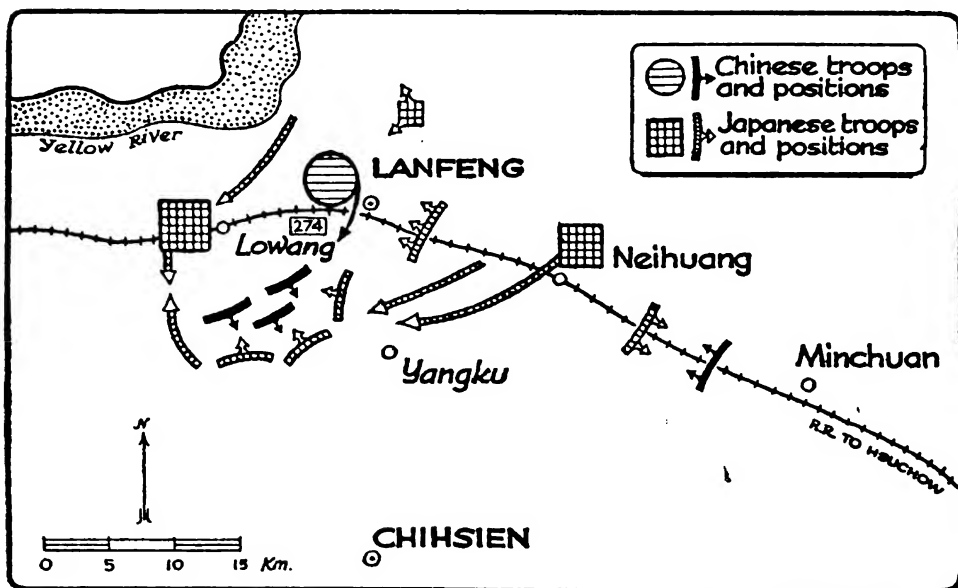 Chinese troops
and positions
Japanese troops
and positions
Yellow River
LANFENG
274
Lowang
Neihuang
Yangku
Minchuan
R.R. TO HSUCHOW
N
CHIHSIEN
0 5 10 15 Km.